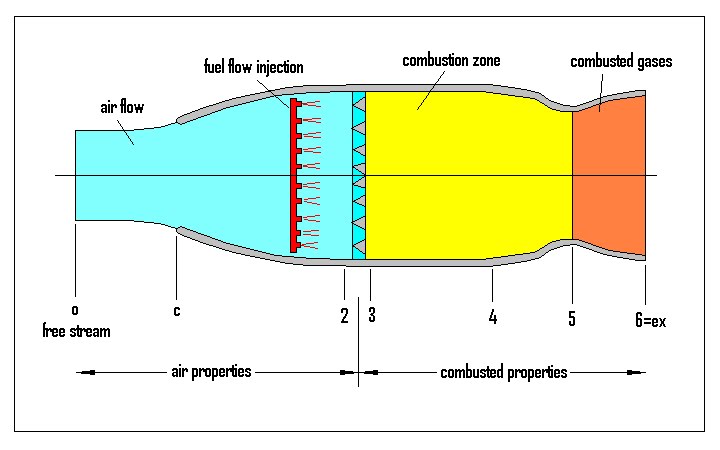 fuel flow injection
combustion zone
combusted gases
air flow
o
c
2
3
4
5
6=ex
free stream
air properties
combusted properties